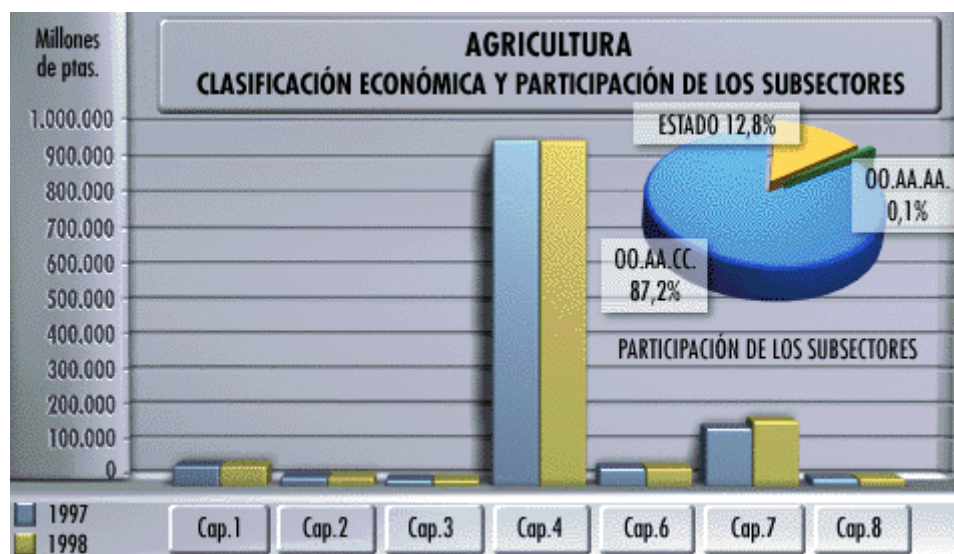 Millones
de ptas.
AGRICULTURA
CLASIFICACIÓN ECONÓMICA Y PARTICIPACIÓN DE LOS SUBSECTORES
1.000.000
900.000
800.000
700.000
600.000
500.000
400.000
300.000
200.000
100.000
0
ESTADO 12,8%
OO.AA.AA.
0,1%
OO.AA.CC.
87,2%
PARTICIPACIÓN DE LOS SUBSECTORES
1997
1998
Cap.1
Cap.2
Cap.3
Cap.4
Cap.6
Cap.7
Cap.8